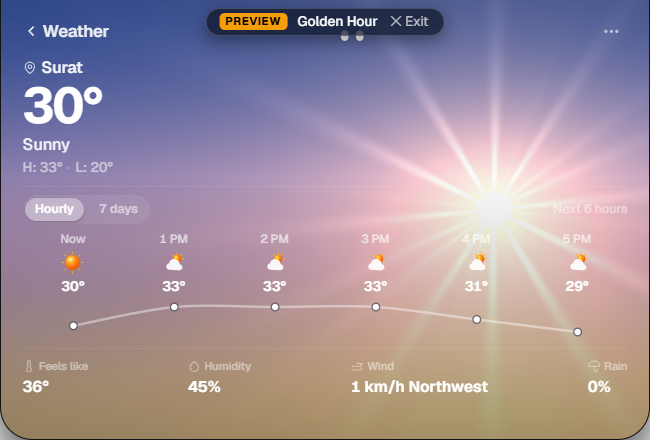 PREVIEW Golden Hour Exit
Weather
Surat
30°
Sunny
H: 33° · L: 20°
Hourly 7 days Next 6 hours
Now 1 PM 2 PM 3 PM 4 PM 5 PM
30° 33° 33° 33° 31° 29°
Feels like Humidity Wind Rain
36° 45% 1 km/h Northwest 0%